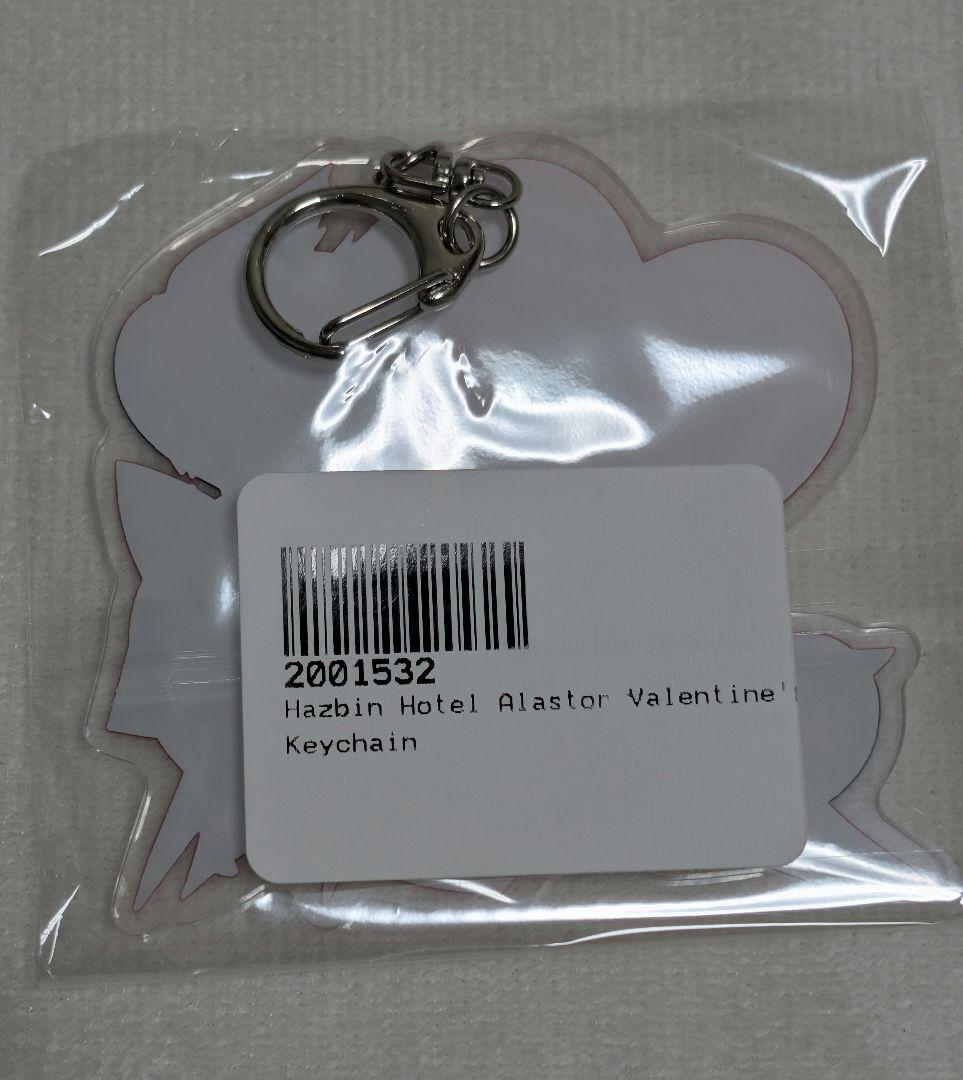 2001532
Hazbin Hotel Alastor Valentine's
Keychain